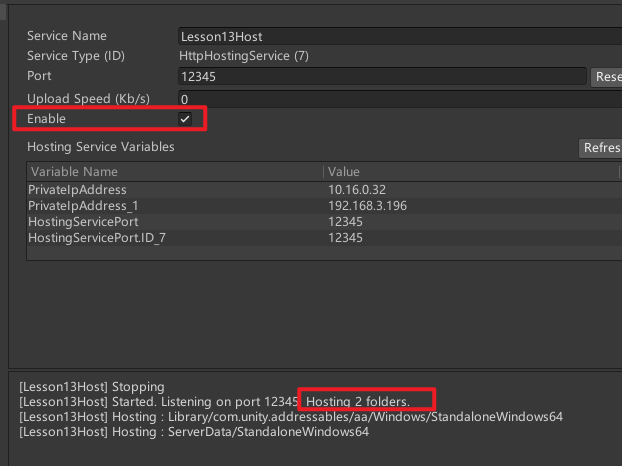 Service Name Lesson13Host
Service Type (ID) HttpHostingService (7)
Port 12345 Rese
Upload Speed (Kb/s) 0
Enable
Hosting Service Variables Refres
Variable Name Value
PrivateIpAddress 10.16.0.32
PrivateIpAddress_1 192.168.3.196
HostingServicePort 12345
HostingServicePort.ID_7 12345
[Lesson13Host] Stopping
[Lesson13Host] Started. Listening on port 12345. Hosting 2 folders.
[Lesson13Host] Hosting : Library/com.unity.addressables/aa/Windows/StandaloneWindows64
[Lesson13Host] Hosting : ServerData/StandaloneWindows64